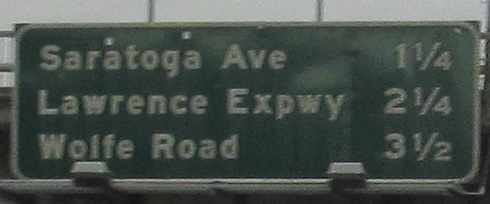 Saratoga Ave 1¼
Lawrence Expwy 2¼
Wolfe Road 3½